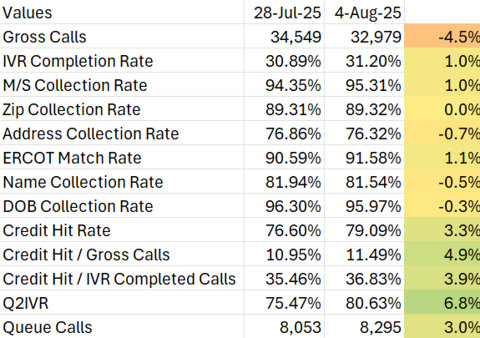 Values 28-Jul-25 4-Aug-25
Gross Calls 34,549 32,979 -4.5%
IVR Completion Rate 30.89% 31.20% 1.0%
M/S Collection Rate 94.35% 95.31% 1.0%
Zip Collection Rate 89.31% 89.32% 0.0%
Address Collection Rate 76.86% 76.32% -0.7%
ERCOT Match Rate 90.59% 91.58% 1.1%
Name Collection Rate 81.94% 81.54% -0.5%
DOB Collection Rate 96.30% 95.97% -0.3%
Credit Hit Rate 76.60% 79.09% 3.3%
Credit Hit / Gross Calls 10.95% 11.49% 4.9%
Credit Hit / IVR Completed Calls 35.46% 36.83% 3.9%
Q2IVR 75.47% 80.63% 6.8%
Queue Calls 8,053 8,295 3.0%